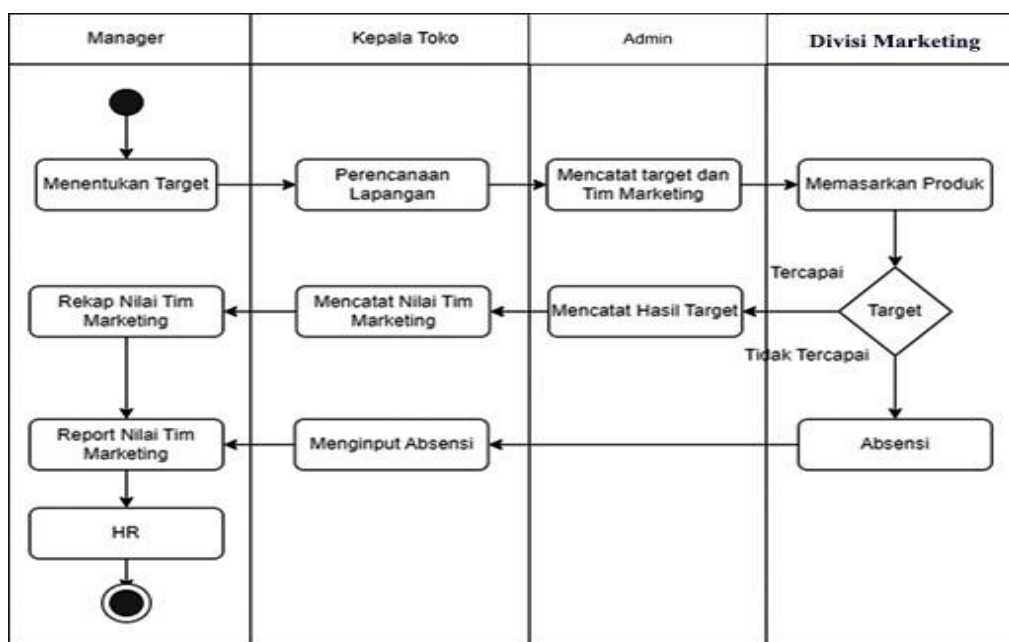 Manager
Kepala Toko
Admin
Divisi Marketing
Menentukan Target
Perencanaan
Lapangan
Mencatat target dan
Tim Marketing
Memasarkan Produk
Tercapai
Rekap Nilai Tim
Marketing
Mencatat Nilai Tim
Marketing
Mencatat Hasil Target
Target
Tidak Tercapai
Report Nilai Tim
Marketing
Menginput Absensi
Absensi
HR